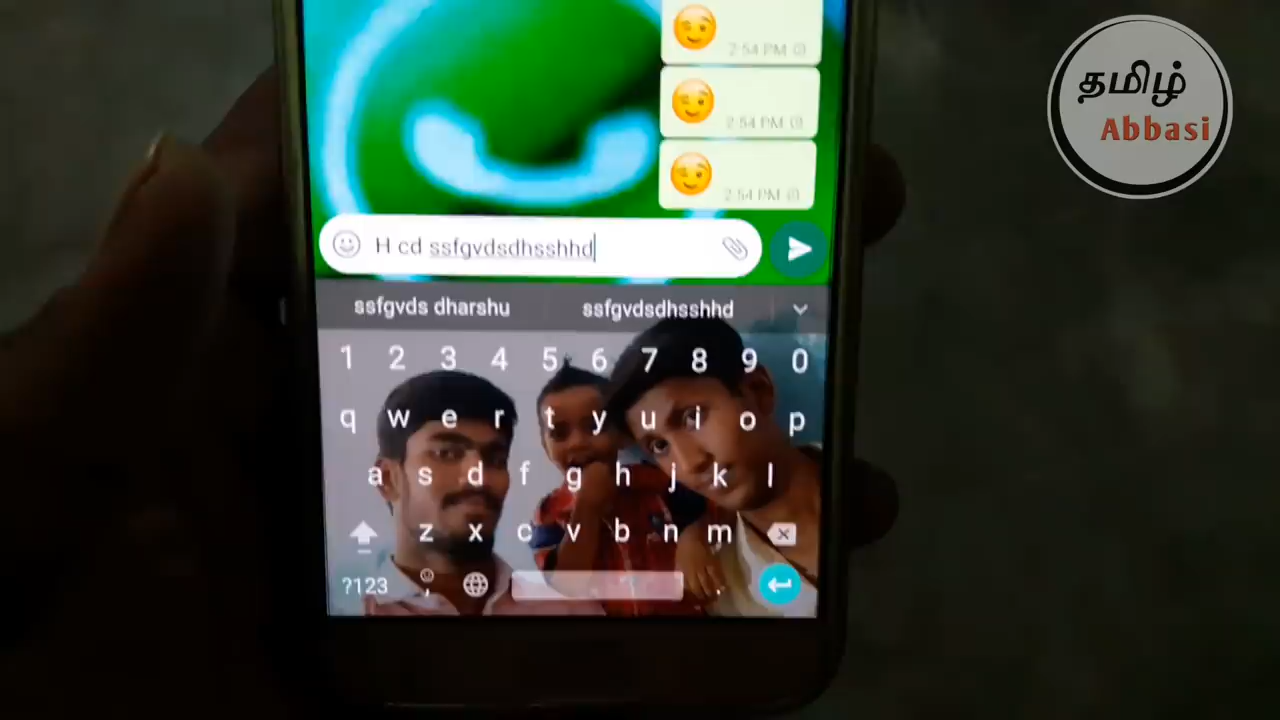 தமிழ்
Abbasi
2:54 PM
2:54 PM
2:54 PM
H cd ssfgvdsdhsshhd
ssfgvds dharshu ssfgvdsdhsshhd
1 2 3 4 5 6 7 8 9 0
q w e r t y u i o p
a s d f g h j k l
z x c v b n m
?123 , .